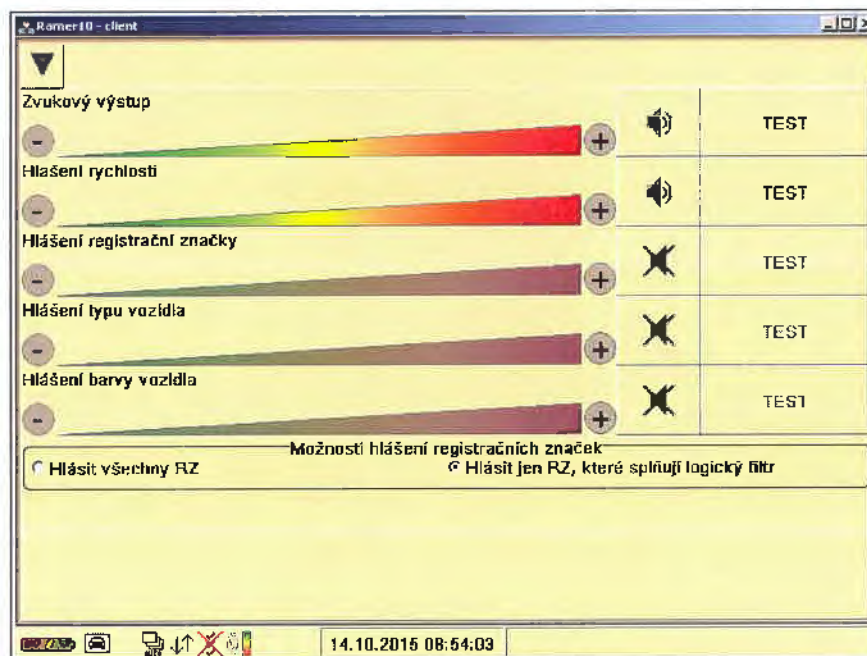 Ramer10 - client
Zvukový výstup
TEST
Hlášení rychlosti
TEST
Hlášení registrační značky
TEST
Hlášení typu vozidla
TEST
Hlášení barvy vozidla
TEST
Možnosti hlášení registračních značek
Hlásit všechny RZ
Hlásit jen RZ, které splňují logický filtr
14.10.2015 08:54:03